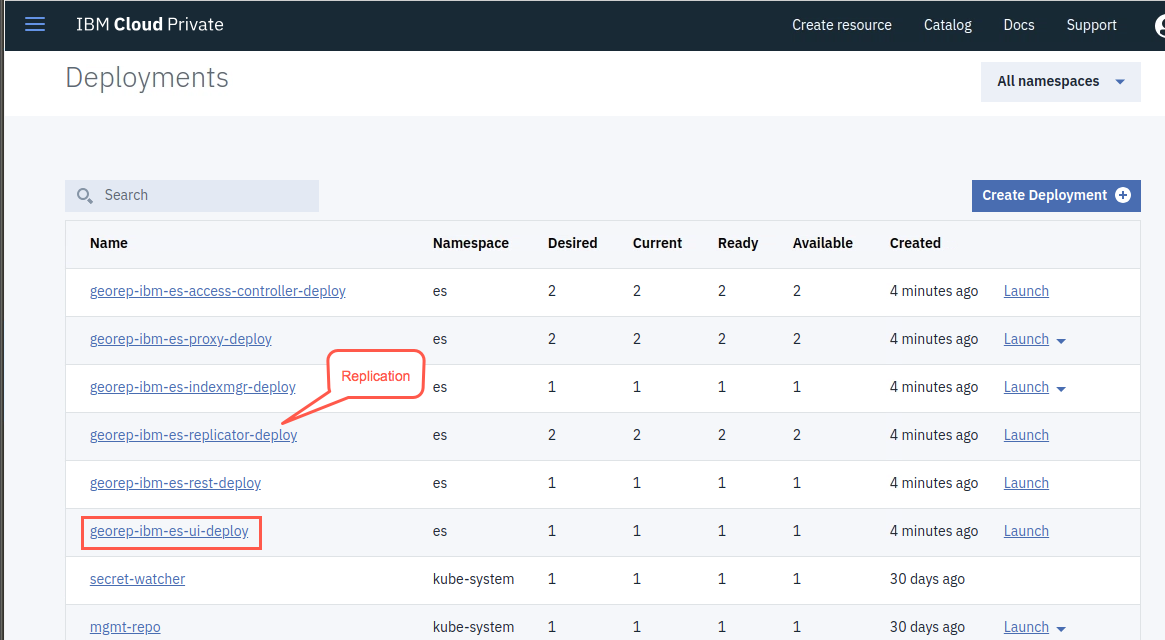 IBM Cloud Private Create resource Catalog Docs Support
Deployments
All namespaces
Search
Create Deployment
Name Namespace Desired Current Ready Available Created
georep-ibm-es-access-controller-deploy es 2 2 2 2 4 minutes ago Launch
georep-ibm-es-proxy-deploy es 2 2 2 2 4 minutes ago Launch
Replication
georep-ibm-es-indexmgr-deploy es 1 1 1 1 4 minutes ago Launch
georep-ibm-es-replicator-deploy es 2 2 2 2 4 minutes ago Launch
georep-ibm-es-rest-deploy es 1 1 1 1 4 minutes ago Launch
georep-ibm-es-ui-deploy es 1 1 1 1 4 minutes ago Launch
secret-watcher kube-system 1 1 1 1 30 days ago
mgmt-repo kube-system 1 1 1 1 30 days ago Launch